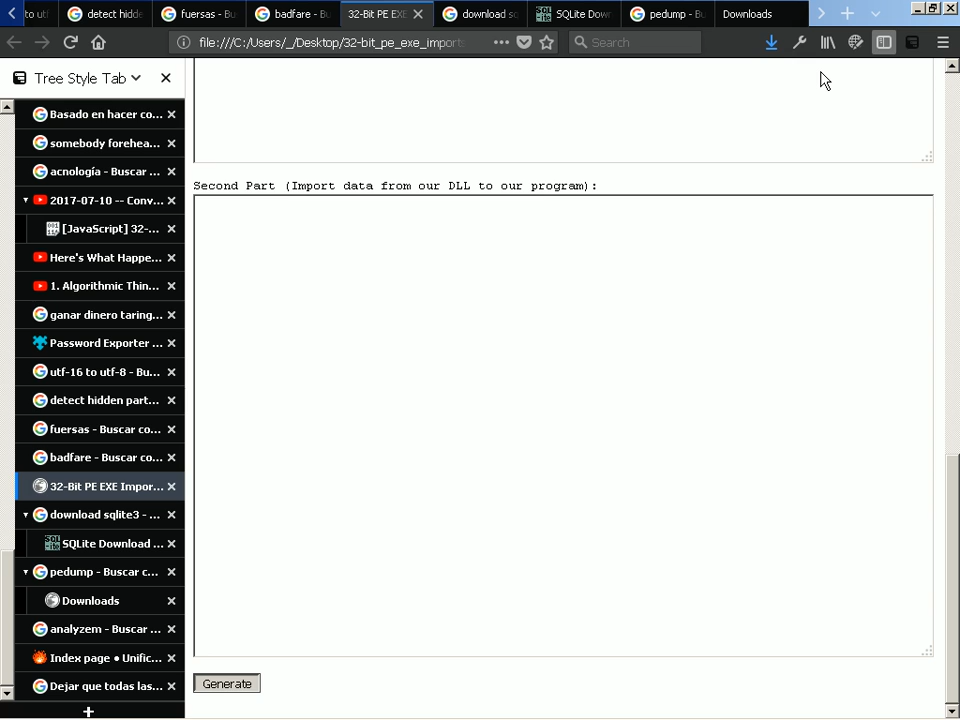 to utf
detect hidde
fuersas - Bus
badfare - Bu
32-Bit PE EXE
download sq
SQLite Down
pedump - Bu
Downloads
file:///C:/Users/_/Desktop/32-bit_pe_exe_imports
Search
Tree Style Tab
Basado en hacer co...
somebody forehea...
acnología - Buscar ...
2017-07-10 -- Conv...
[JavaScript] 32-...
Here's What Happe...
1. Algorithmic Thin...
ganar dinero taring...
Password Exporter ...
utf-16 to utf-8 - Bu...
detect hidden part...
fuersas - Buscar co...
badfare - Buscar co...
32-Bit PE EXE Impor...
download sqlite3 - ...
SQLite Download ...
pedump - Buscar c...
Downloads
analyzem - Buscar ...
Index page • Unific...
Dejar que todas las...
Second Part (Import data from our DLL to our program):
Generate